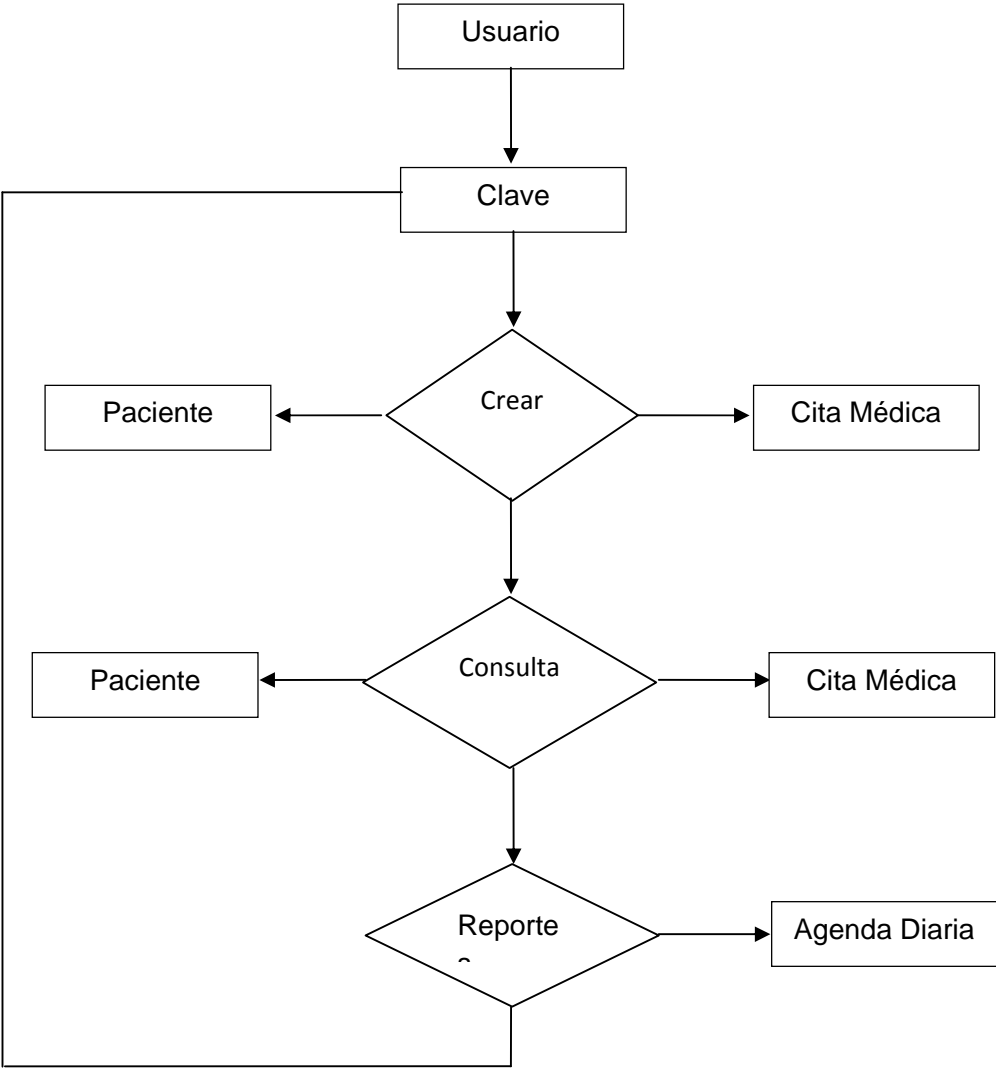 Usuario
Clave
Crear
Paciente
Cita Médica
Consulta
Paciente
Cita Médica
Reporte
Agenda Diaria